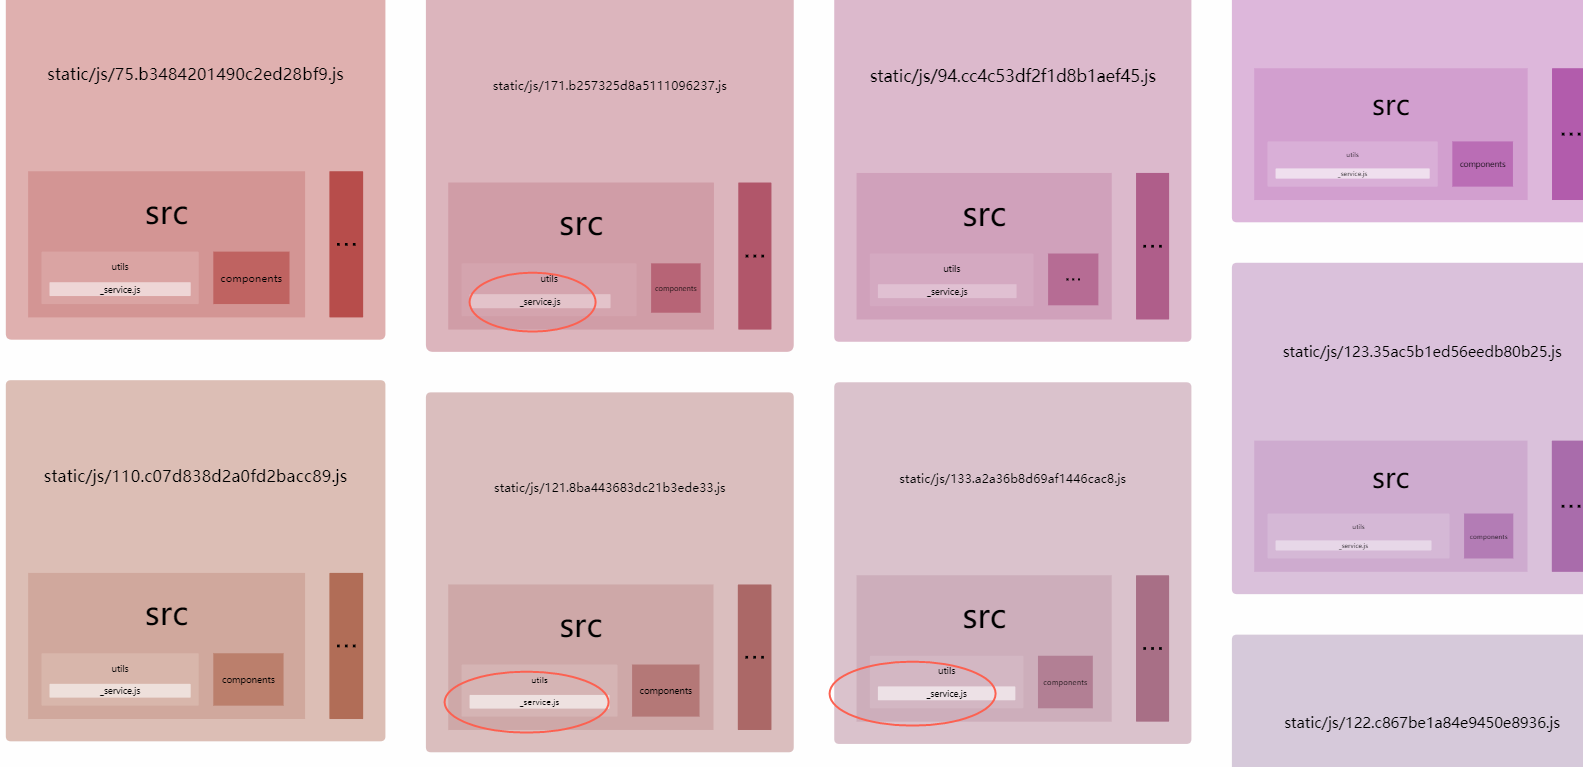 static/js/75.b3484201490c2ed28bf9.js
src
utils
_service.js
components
...
static/js/171.b257325d8a5111096237.js
src
utils
_service.js
components
...
static/js/94.cc4c53df2f1d8b1aef45.js
src
utils
_service.js
...
...
src
utils
_service.js
components
...
static/js/110.c07d838d2a0fd2bacc89.js
src
utils
_service.js
components
...
static/js/121.8ba443683dc21b3ede33.js
src
utils
_service.js
components
...
static/js/133.a2a36b8d69af1446cac8.js
src
utils
_service.js
components
...
static/js/123.35ac5b1ed56eedb80b25.js
src
utils
_service.js
components
...
static/js/122.c867be1a84e9450e8936.js